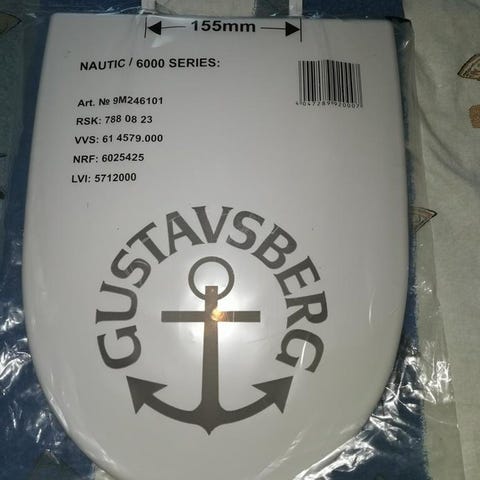 155mm
NAUTIC / 6000 SERIES:
4047289920007
Art. № 9M246101
RSK: 788 08 23
VVS: 61 4579.000
NRF: 6025425
LVI: 5712000
GUSTAVSBERG